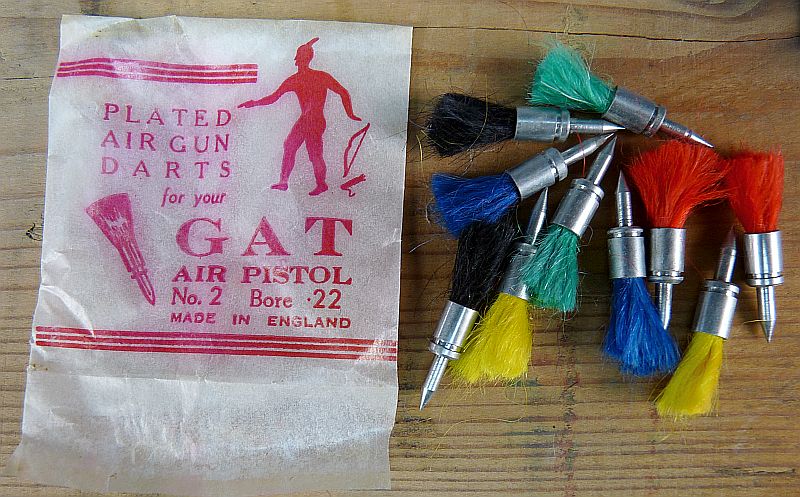 PLATED
AIR GUN
DARTS
for your
GAT
AIR PISTOL
No. 2 Bore ·22
MADE IN ENGLAND